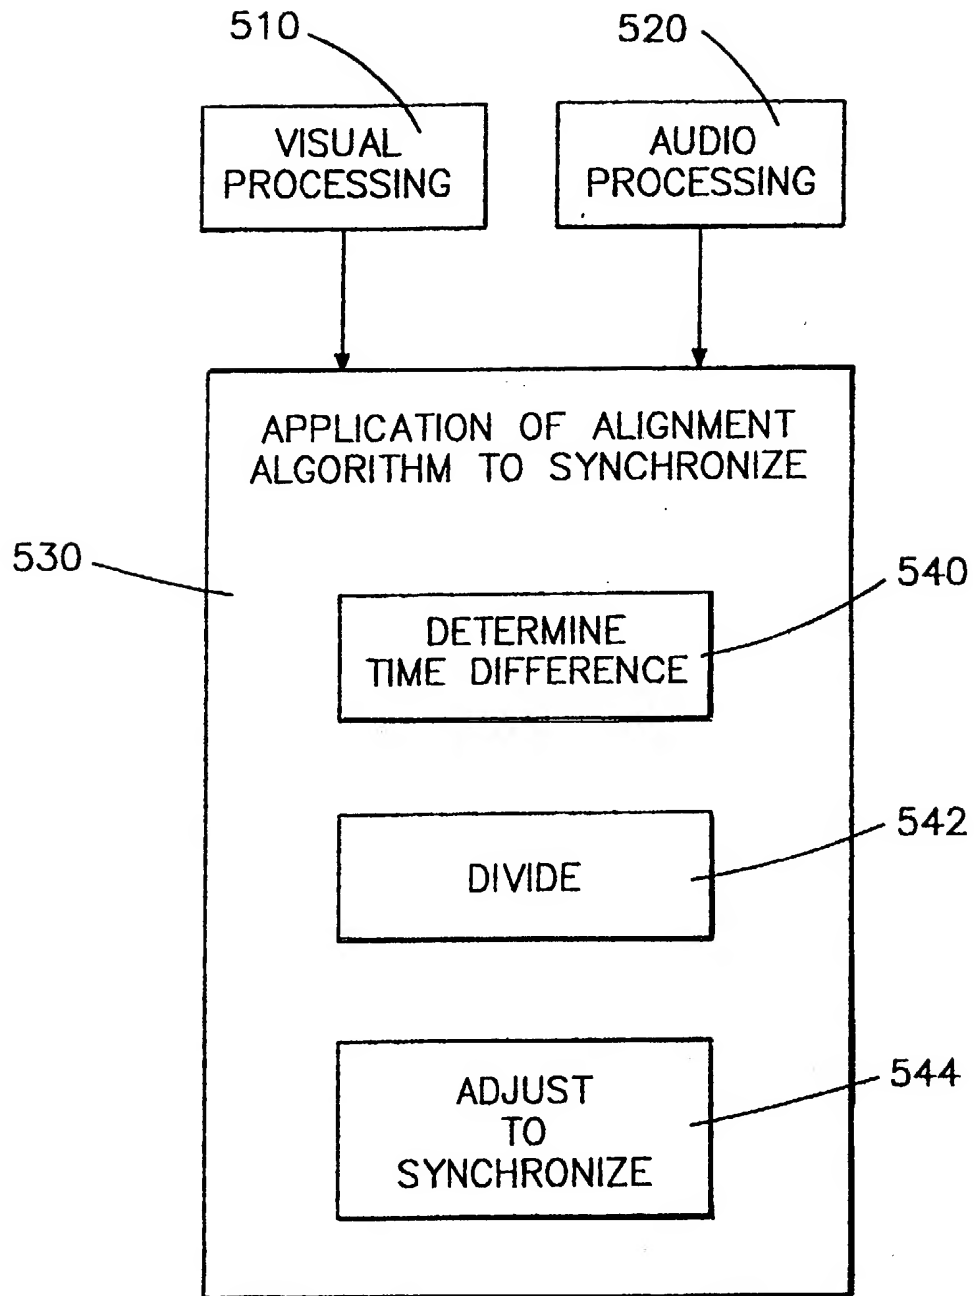 510
520
VISUAL
PROCESSING
AUDIO
PROCESSING
APPLICATION OF ALIGNMENT
ALGORITHM TO SYNCHRONIZE
530
540
DETERMINE
TIME DIFFERENCE
542
DIVIDE
544
ADJUST
TO
SYNCHRONIZE